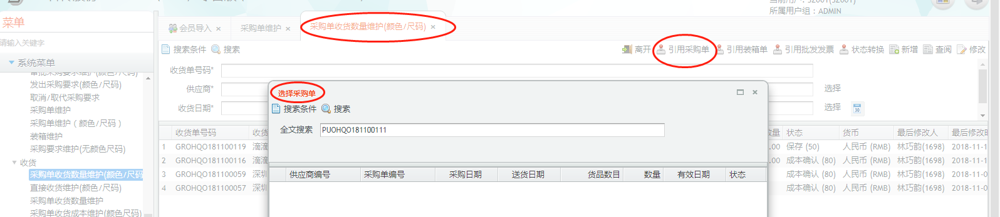 所属用户组：ADMIN
菜单
请输入关键字
系统菜单
发出采购要求(颜色/尺码)
取消/取代采购要求
采购单维护
采购单维护（颜色/尺码）
装箱维护
采购要求维护(无颜色尺码)
收货
采购单收货数量维护(颜色/尺码
直接收货维护(颜色/尺码)
采购单收货数量维护
采购单收货成本维护(颜色尺码)
会员导入 ×
采购单维护 ×
采购单收货数量维护(颜色/尺码) ×
搜索条件 搜索
离开 引用采购单 引用装箱单 引用批发发票 状态转换 新增 查阅 修改
收货单号码*
供应商* 选择
收货日期* 选择 30
选择采购单
搜索条件 搜索
全文搜索 PUOHQO181100111
供应商编号 采购单编号 采购日期 送货日期 货品数目 数量 有效日期 状态
收货单号码 收货 数量 状态 货币 最后修改人 最后修改时
1 GROHQO181100119 滴滴 .00 保存 (50) 人民币 (RMB) 林巧韵(1698) 2018-11-1
2 GROHQO181100116 滴滴 .00 成本确认 (80) 人民币 (RMB) 林巧韵(1698) 2018-11-1
3 GROHQO181100059 深圳 成本确认 (80) 人民币 (RMB) 林巧韵(1698) 2018-11-0
4 GROHQO181100057 深圳 成本确认 (80) 人民币 (RMB) 林巧韵(1698) 2018-11-0